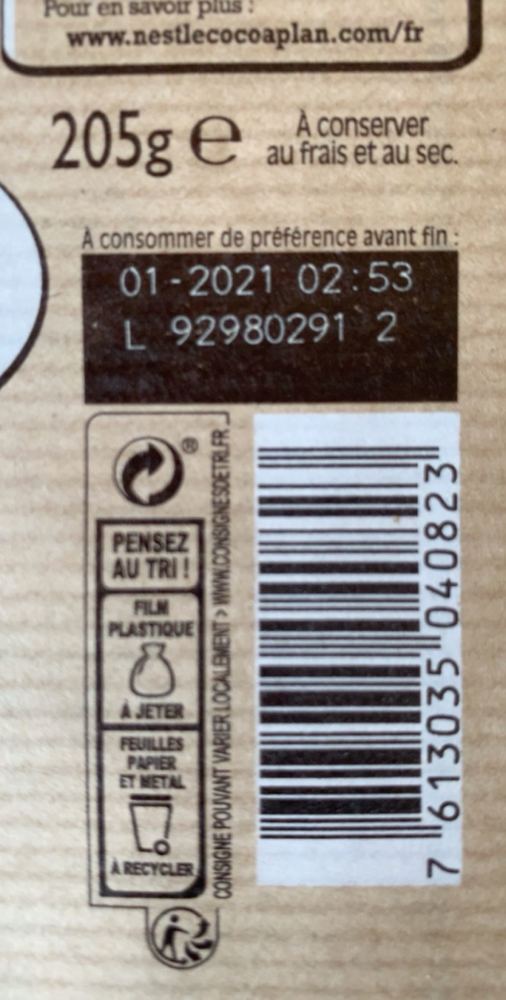 Pour en savoir plus :
www.nestlecocoaplan.com/fr
205g e
À conserver
au frais et au sec.
À consommer de préférence avant fin :
01-2021 02:53
L 92980291 2
®
PENSEZ
AU TRI !
FILM
PLASTIQUE
À JETER
FEUILLES
PAPIER
ET METAL
À RECYCLER
CONSIGNE POUVANT VARIER LOCALEMENT > WWW.CONSIGNESDETRI.FR
7 613035 040823